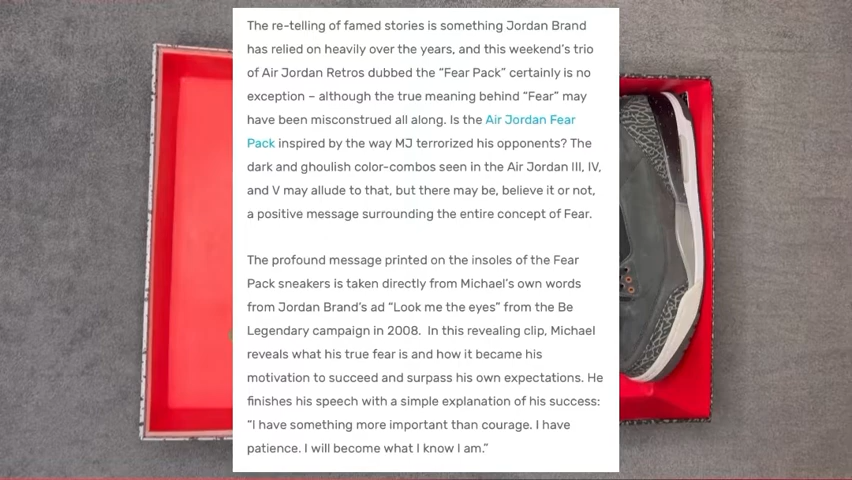 The re-telling of famed stories is something Jordan Brand
has relied on heavily over the years, and this weekend's trio
of Air Jordan Retros dubbed the “Fear Pack” certainly is no
exception – although the true meaning behind “Fear” may
have been misconstrued all along. Is the Air Jordan Fear
Pack inspired by the way MJ terrorized his opponents? The
dark and ghoulish color-combos seen in the Air Jordan III, IV,
and V may allude to that, but there may be, believe it or not,
a positive message surrounding the entire concept of Fear.
The profound message printed on the insoles of the Fear
Pack sneakers is taken directly from Michael's own words
from Jordan Brand's ad “Look me the eyes” from the Be
Legendary campaign in 2008. In this revealing clip, Michael
reveals what his true fear is and how it became his
motivation to succeed and surpass his own expectations. He
finishes his speech with a simple explanation of his success:
“I have something more important than courage. I have
patience. I will become what I know I am.”